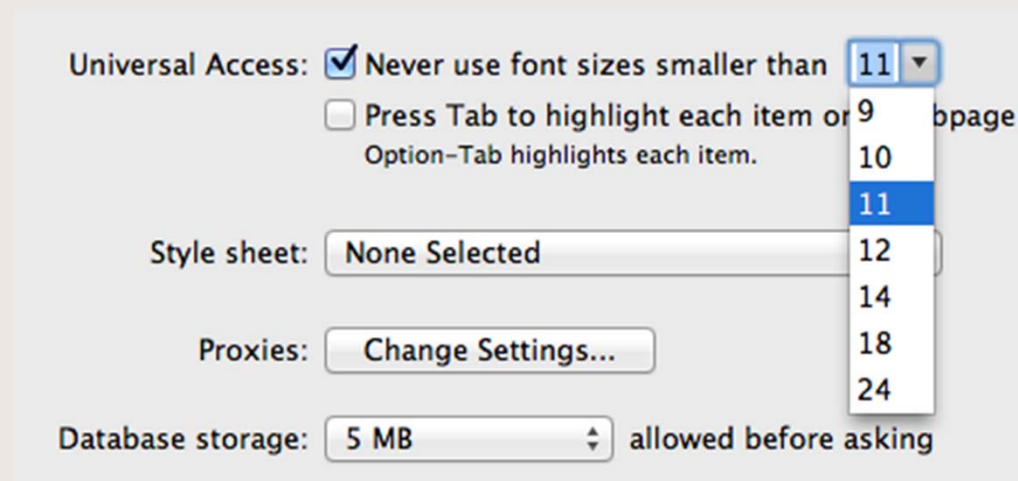 Universal Access: Never use font sizes smaller than 11
Press Tab to highlight each item on bpage
Option-Tab highlights each item.
9
10
11
12
14
18
24
Style sheet: None Selected
Proxies: Change Settings...
Database storage: 5 MB allowed before asking